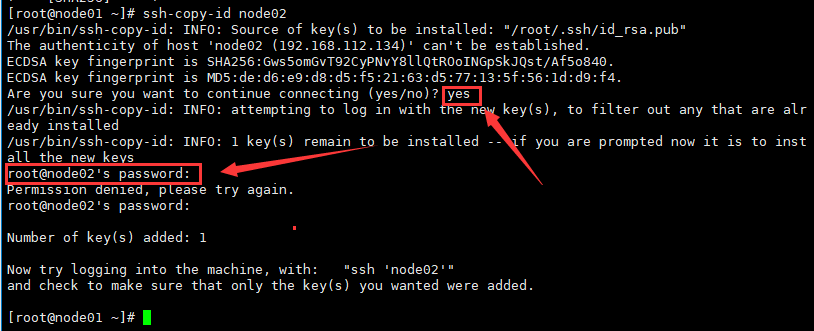 [root@node01 ~]# ssh-copy-id node02
/usr/bin/ssh-copy-id: INFO: Source of key(s) to be installed: "/root/.ssh/id_rsa.pub"
The authenticity of host 'node02 (192.168.112.134)' can't be established.
ECDSA key fingerprint is SHA256:Gws5omGvT92CyPNvY8llQtROoINGpSkJQst/Af5o840.
ECDSA key fingerprint is MD5:de:d6:e9:d8:d5:f5:21:63:d5:77:13:5f:56:1d:d9:f4.
Are you sure you want to continue connecting (yes/no)? yes
/usr/bin/ssh-copy-id: INFO: attempting to log in with the new key(s), to filter out any that are alr
eady installed
/usr/bin/ssh-copy-id: INFO: 1 key(s) remain to be installed -- if you are prompted now it is to inst
all the new keys
root@node02's password:
Permission denied, please try again.
root@node02's password:
Number of key(s) added: 1
Now try logging into the machine, with:   "ssh 'node02'"
and check to make sure that only the key(s) you wanted were added.
[root@node01 ~]#